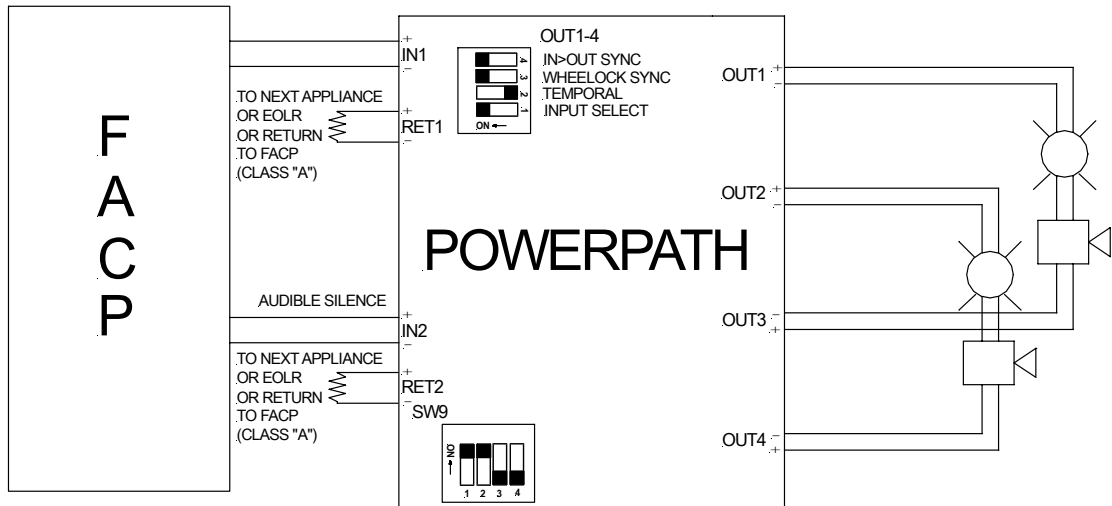 FACP
+
IN1
-
TO NEXT APPLIANCE
OR EOLR
OR RETURN
TO FACP
(CLASS "A")
+
RET1
-
OUT1-4
4
IN>OUT SYNC
3
WHEELOCK SYNC
2
TEMPORAL
1
INPUT SELECT
ON
POWERPATH
AUDIBLE SILENCE
+
IN2
-
TO NEXT APPLIANCE
OR EOLR
OR RETURN
TO FACP
(CLASS "A")
+
RET2
-
SW9
ON
1 2 3 4
OUT1
+
-
OUT2
+
-
OUT3
-
+
OUT4
-
+